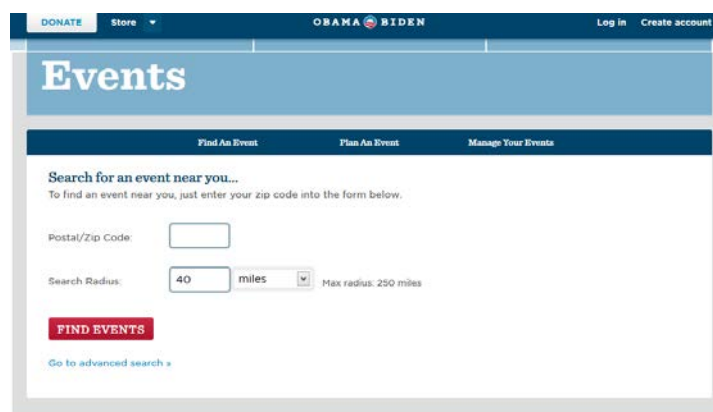 DONATE Store OBAMA BIDEN Log in Create account
Events
Find An Event Plan An Event Manage Your Events
Search for an event near you...
To find an event near you, just enter your zip code into the form below.
Postal/Zip Code:
Search Radius: 40 miles Max radius: 250 miles
FIND EVENTS
Go to advanced search »